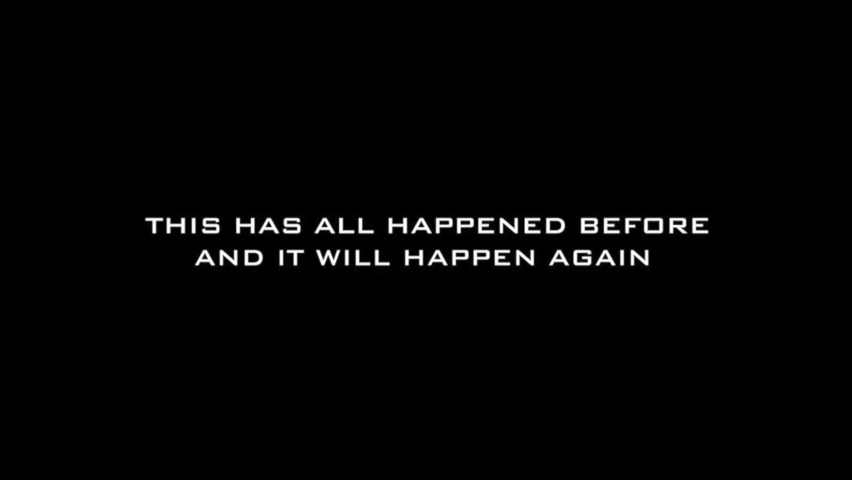 THIS HAS ALL HAPPENED BEFORE
AND IT WILL HAPPEN AGAIN